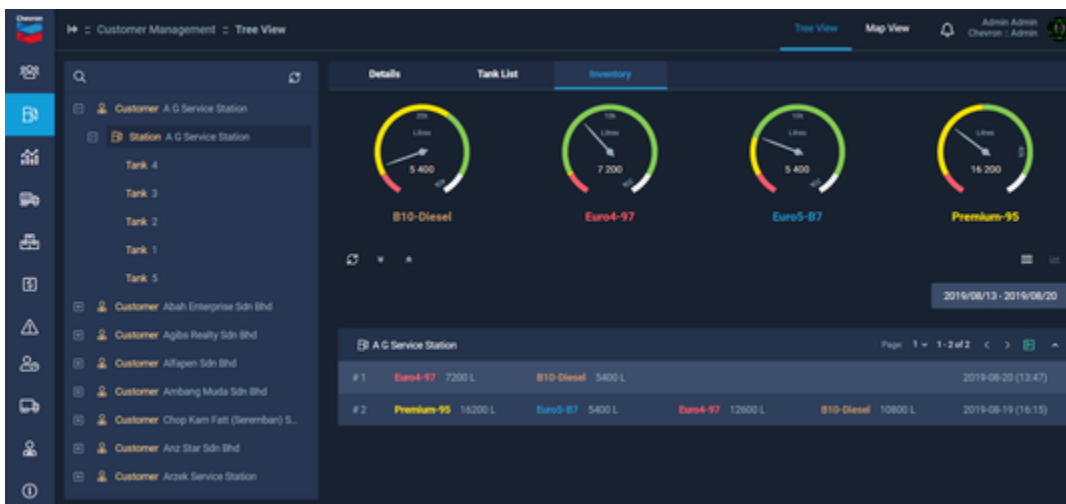 Chevron
:: Customer Management :: Tree View
Tree View
Map View
Admin Admin
Chevron :: Admin
Customer A G Service Station
Station A G Service Station
Tank 4
Tank 3
Tank 2
Tank 1
Tank 5
Customer Abah Enterprise Sdn Bhd
Customer Agibs Realty Sdn Bhd
Customer Alfapen Sdn Bhd
Customer Ambang Muda Sdn Bhd
Customer Chop Kam Fatt (Seremban) S...
Customer Anz Star Sdn Bhd
Customer Arzek Service Station
Details
Tank List
Inventory
20k
Litres
5 400
B10-Diesel
10k
Litres
7 200
Euro4-97
10k
Litres
5 400
Euro5-B7
Litres
16 200
Premium-95
2019/08/13 - 2019/08/20
A G Service Station
Page: 1 1 - 2 of 2
# 1 Euro4-97 7200 L B10-Diesel 5400 L 2019-08-20 (13:47)
# 2 Premium-95 16200 L Euro5-B7 5400 L Euro4-97 12600 L B10-Diesel 10800 L 2019-08-19 (16:15)